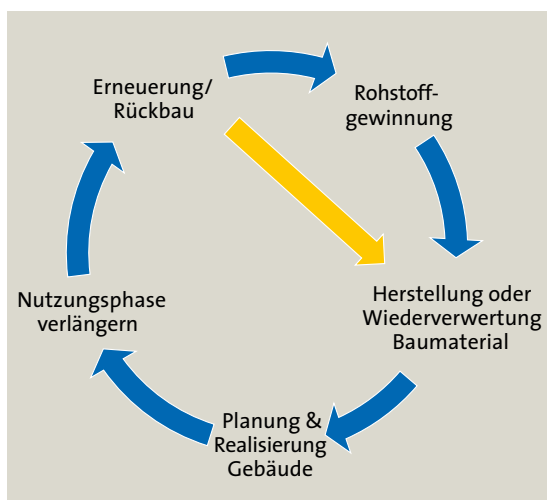 Erneuerung/
Rückbau
Rohstoff-
gewinnung
Herstellung oder
Wiederverwertung
Baumaterial
Planung &
Realisierung
Gebäude
Nutzungsphase
verlängern